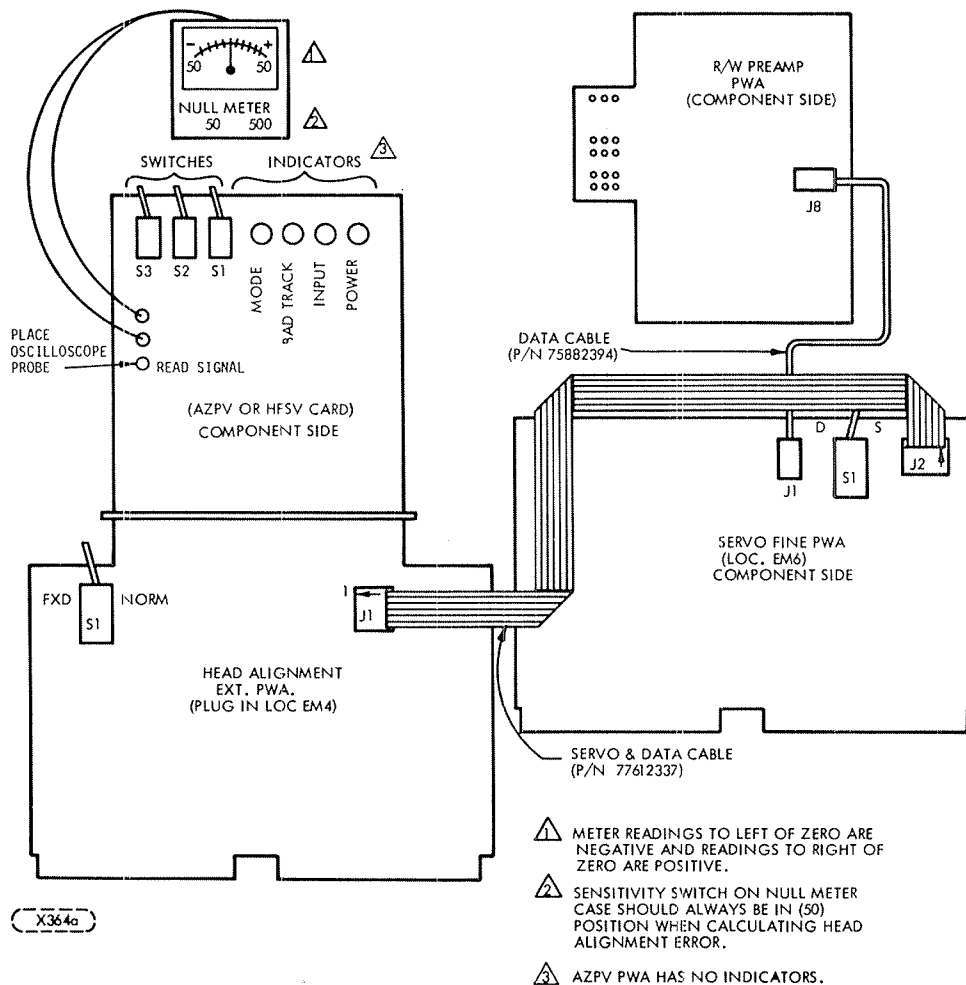 - +
50 50
NULL METER
50 500
1
2
SWITCHES
INDICATORS
3
S3
S2
S1
MODE
BAD TRACK
INPUT
POWER
PLACE
OSCILLOSCOPE
PROBE
READ SIGNAL
(AZPV OR HFSV CARD)
COMPONENT SIDE
R/W PREAMP
PWA
(COMPONENT SIDE)
J8
DATA CABLE
(P/N 75882394)
D
S
J1
S1
J2
SERVO FINE PWA
(LOC. EM6)
COMPONENT SIDE
FXD
S1
NORM
1
J1
HEAD ALIGNMENT
EXT. PWA.
(PLUG IN LOC EM4)
SERVO & DATA CABLE
(P/N 77612337)
1 METER READINGS TO LEFT OF ZERO ARE
NEGATIVE AND READINGS TO RIGHT OF
ZERO ARE POSITIVE.
2 SENSITIVITY SWITCH ON NULL METER
CASE SHOULD ALWAYS BE IN (50)
POSITION WHEN CALCULATING HEAD
ALIGNMENT ERROR.
3 AZPV PWA HAS NO INDICATORS.
X364a